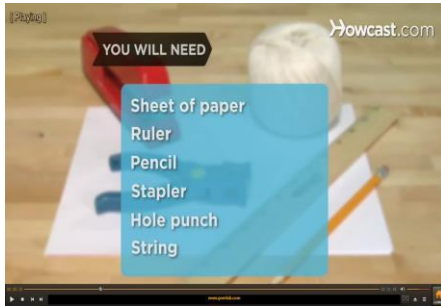 [Playing]
Howcast.com
YOU WILL NEED
Sheet of paper
Ruler
Pencil
Stapler
Hole punch
String